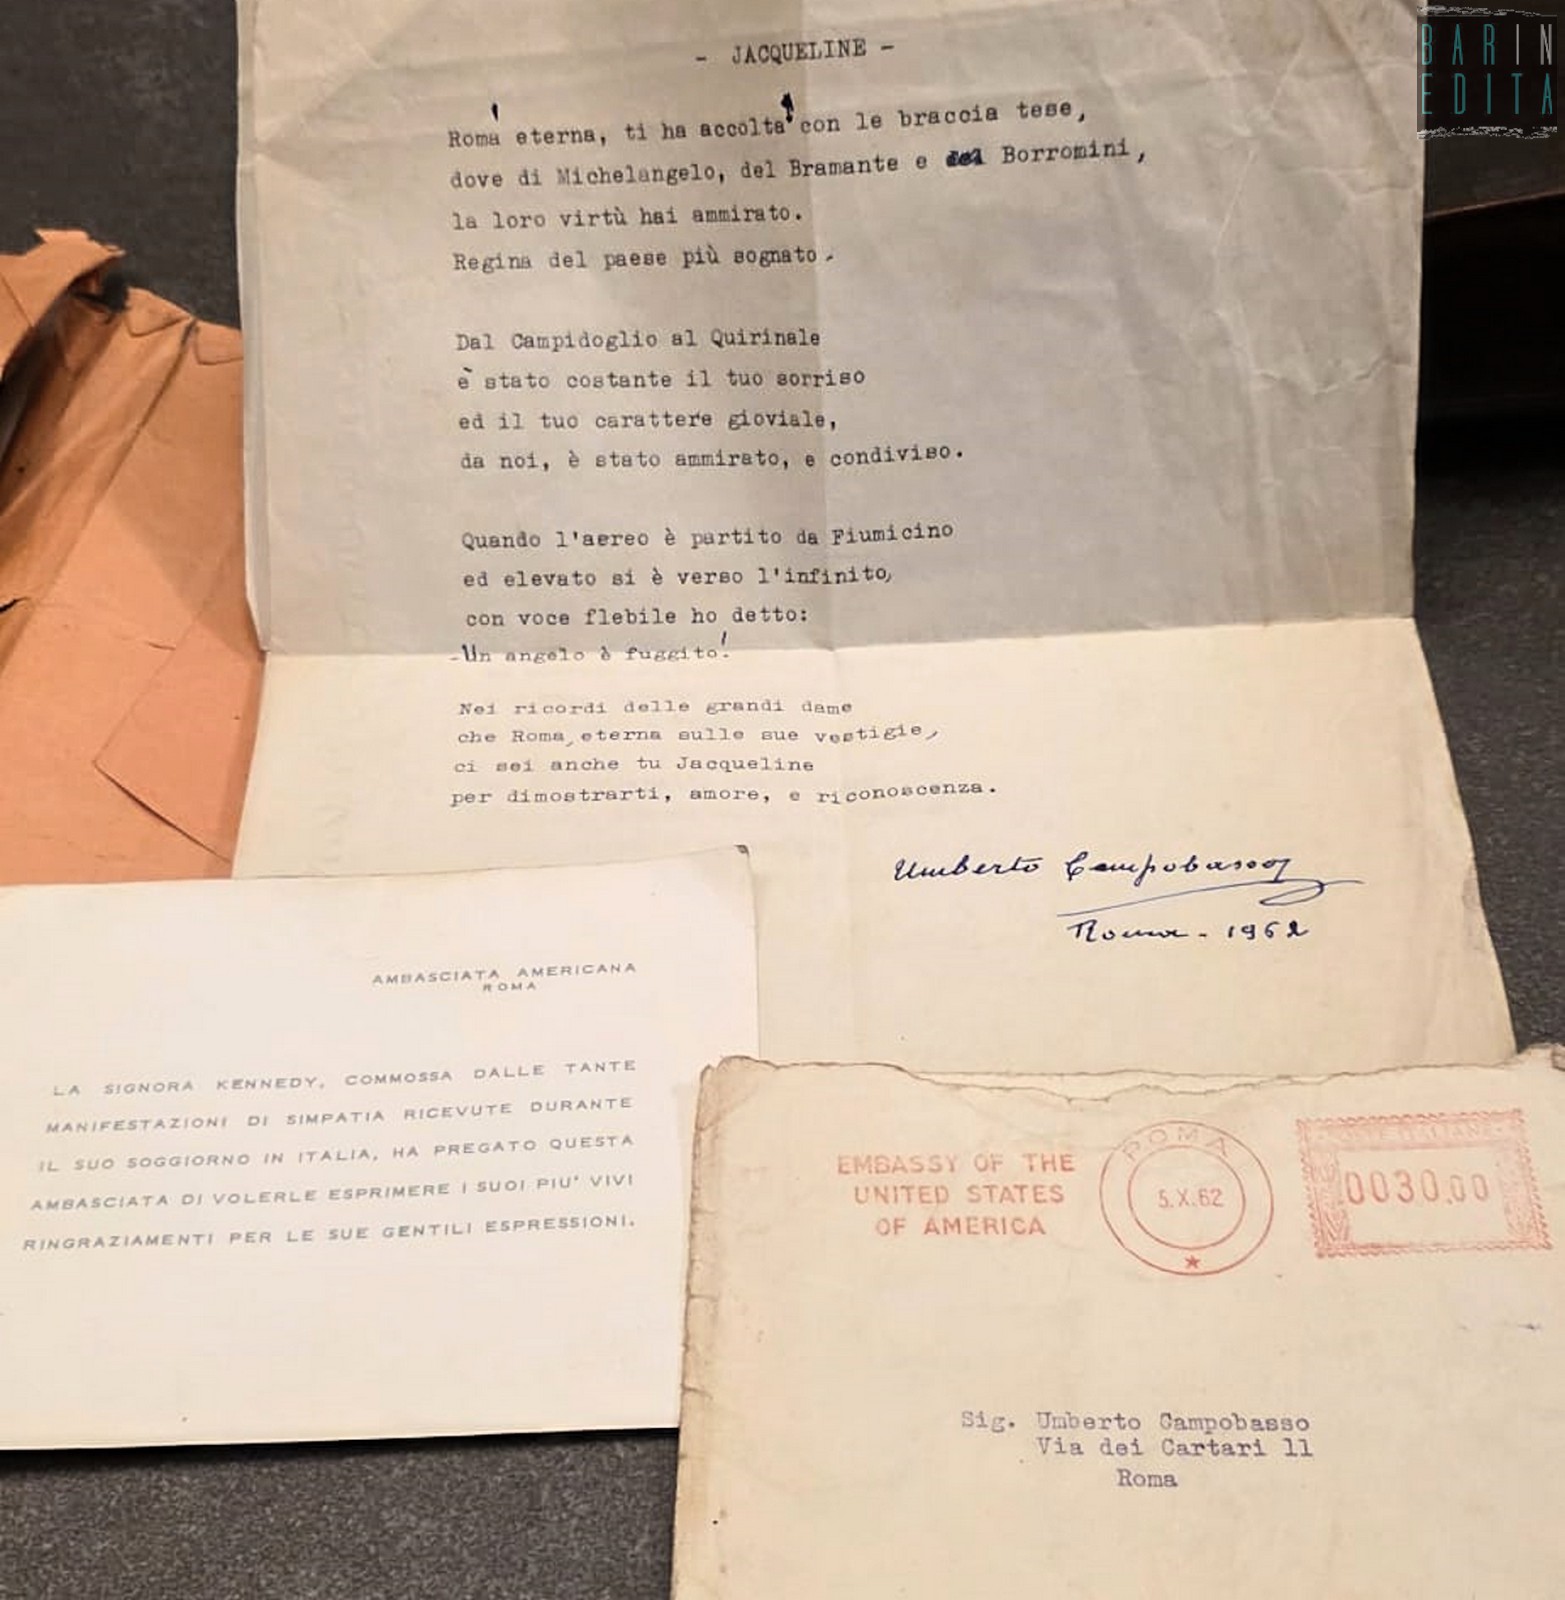 BARIN
EDITA
- JACQUELINE -
Roma eterna, ti ha accolta con le braccia tese,
dove di Michelangelo, del Bramante e del Borromini,
la loro virtù hai ammirato.
Regina del paese più sognato.
Dal Campidoglio al Quirinale
è stato costante il tuo sorriso
ed il tuo carattere gioviale,
da noi, è stato ammirato, e condiviso.
Quando l'aereo è partito da Fiumicino
ed elevato si è verso l'infinito,
con voce flebile ho detto:
-Un angelo è fuggito!
Nei ricordi delle grandi dame
che Roma, eterna sulle sue vestigie,
ci sei anche tu Jacqueline
per dimostrarti, amore, e riconoscenza.
Umberto Campobasso
Roma - 1962
AMBASCIATA AMERICANA
ROMA
LA SIGNORA KENNEDY, COMMOSSA DALLE TANTE
MANIFESTAZIONI DI SIMPATIA RICEVUTE DURANTE
IL SUO SOGGIORNO IN ITALIA, HA PREGATO QUESTA
AMBASCIATA DI VOLERLE ESPRIMERE I SUOI PIU' VIVI
RINGRAZIAMENTI PER LE SUE GENTILI ESPRESSIONI.
EMBASSY OF THE
UNITED STATES
OF AMERICA
ROMA
5.X.62
0030.00
Sig. Umberto Campobasso
Via dei Cartari 11
Roma